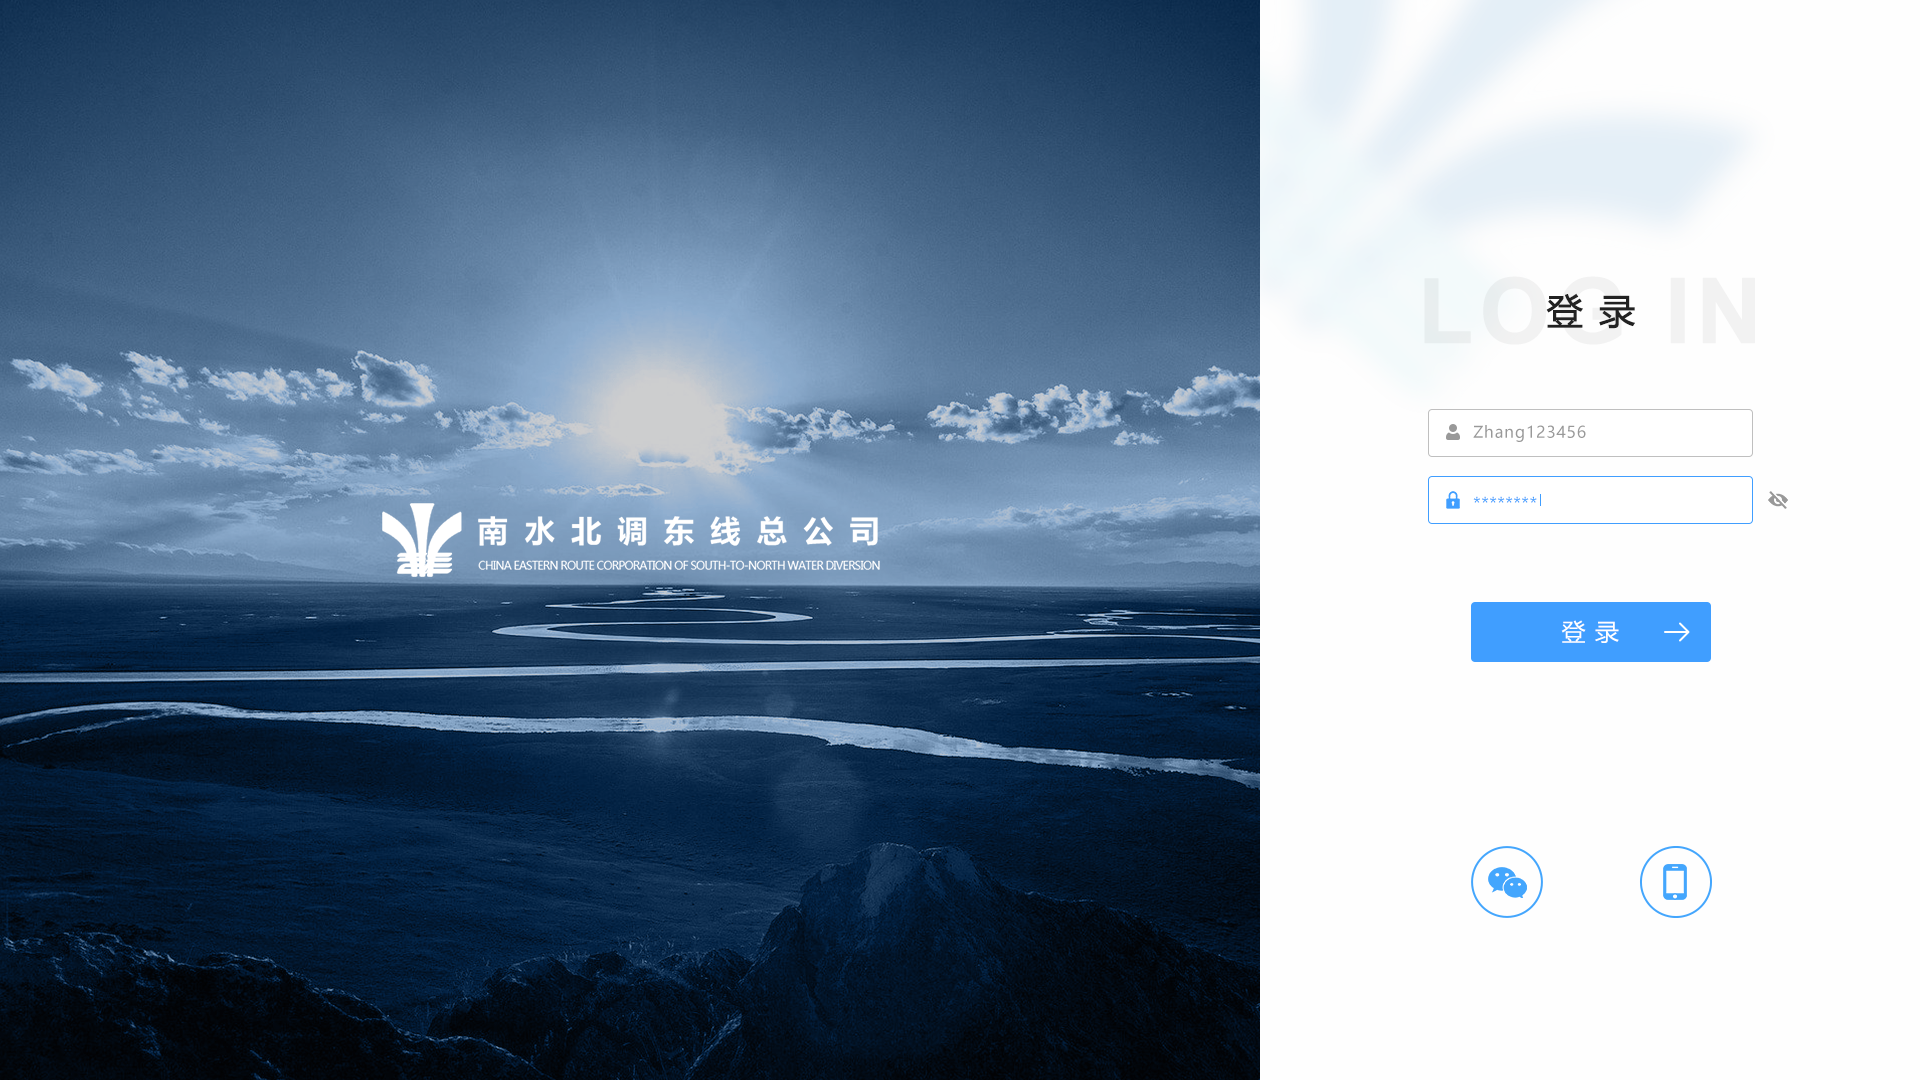 南水北调东线总公司
CHINA EASTERN ROUTE CORPORATION OF SOUTH-TO-NORTH WATER DIVERSION
LOG IN
登录
Zhang123456
********
登录